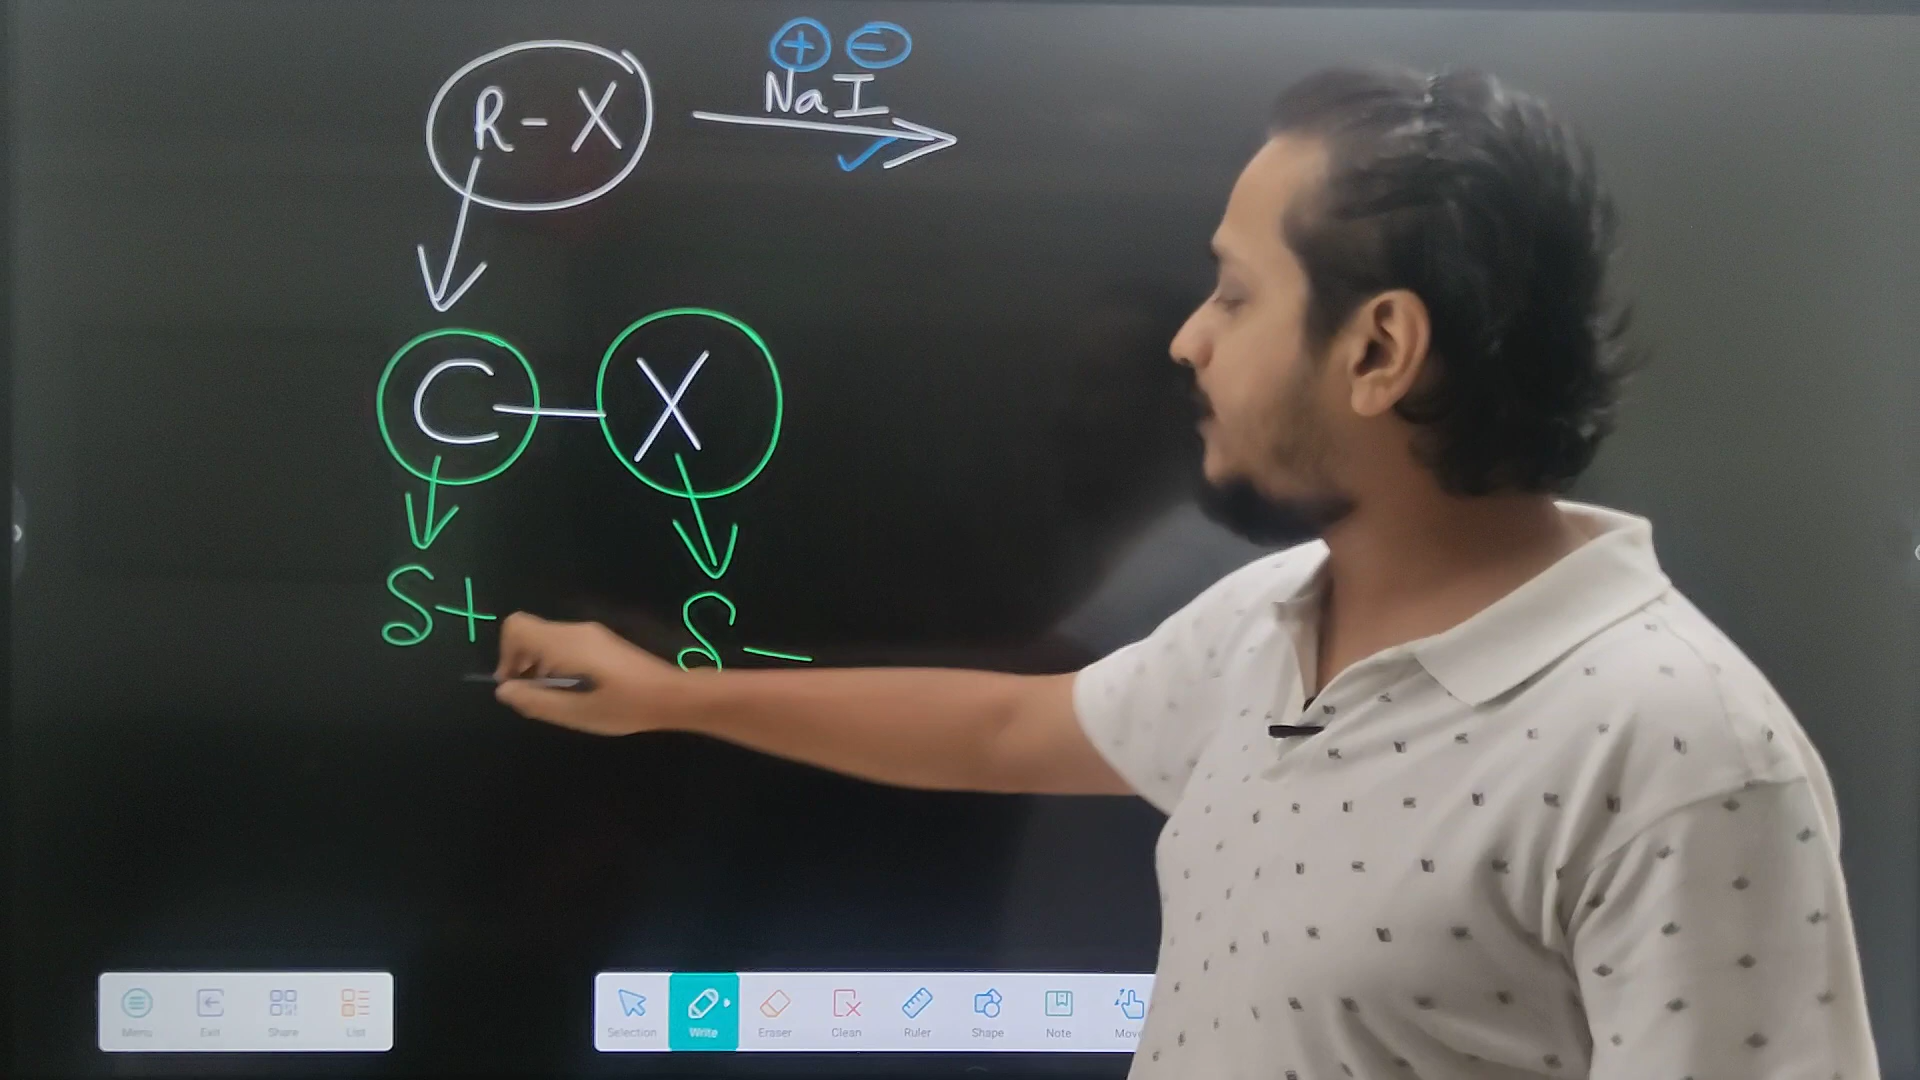 + -
R - X NaI
C — X
δ+ δ-
Menu Exit Share List Selection Write Eraser Clean Ruler Shape Note Move